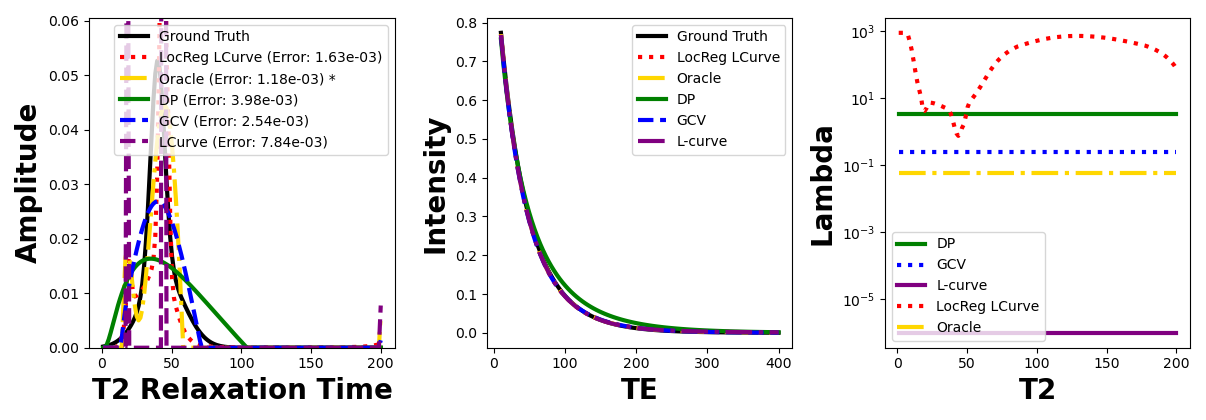 0.06
0.05
0.04
0.03
0.02
0.01
0.00
Amplitude
Ground Truth
LocReg LCurve (Error: 1.63e-03)
Oracle (Error: 1.18e-03) *
DP (Error: 3.98e-03)
GCV (Error: 2.54e-03)
LCurve (Error: 7.84e-03)
0 50 100 150 200
T2 Relaxation Time
0.8
0.7
0.6
0.5
0.4
0.3
0.2
0.1
0.0
Intensity
Ground Truth
LocReg LCurve
Oracle
DP
GCV
L-curve
0 100 200 300 400
TE
10³
10¹
10⁻¹
10⁻³
10⁻⁵
Lambda
DP
GCV
L-curve
LocReg LCurve
Oracle
0 50 100 150 200
T2